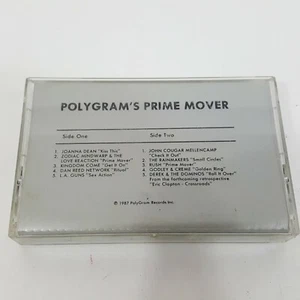 POLYGRAM'S PRIME MOVER
Side One
1. JOANNA DEAN "Kiss This"
2. ZODIAC MINDWARP & THE
LOVE REACTION "Prime Mover"
3. KINGDOM COME "Get It On"
4. DAN REED NETWORK "Ritual"
5. L.A. GUNS "Sex Action"
Side Two
1. JOHN COUGAR MELLENCAMP
"Check It Out"
2. THE RAINMAKERS "Small Circles"
3. RUSH "Prime Mover"
4. GODLEY & CREME "Golden Ring"
5. DEREK & THE DOMINOS "Roll It Over"
From the forthcoming retrospective
"Eric Clapton: Crossroads"
© 1987 PolyGram Records Inc.